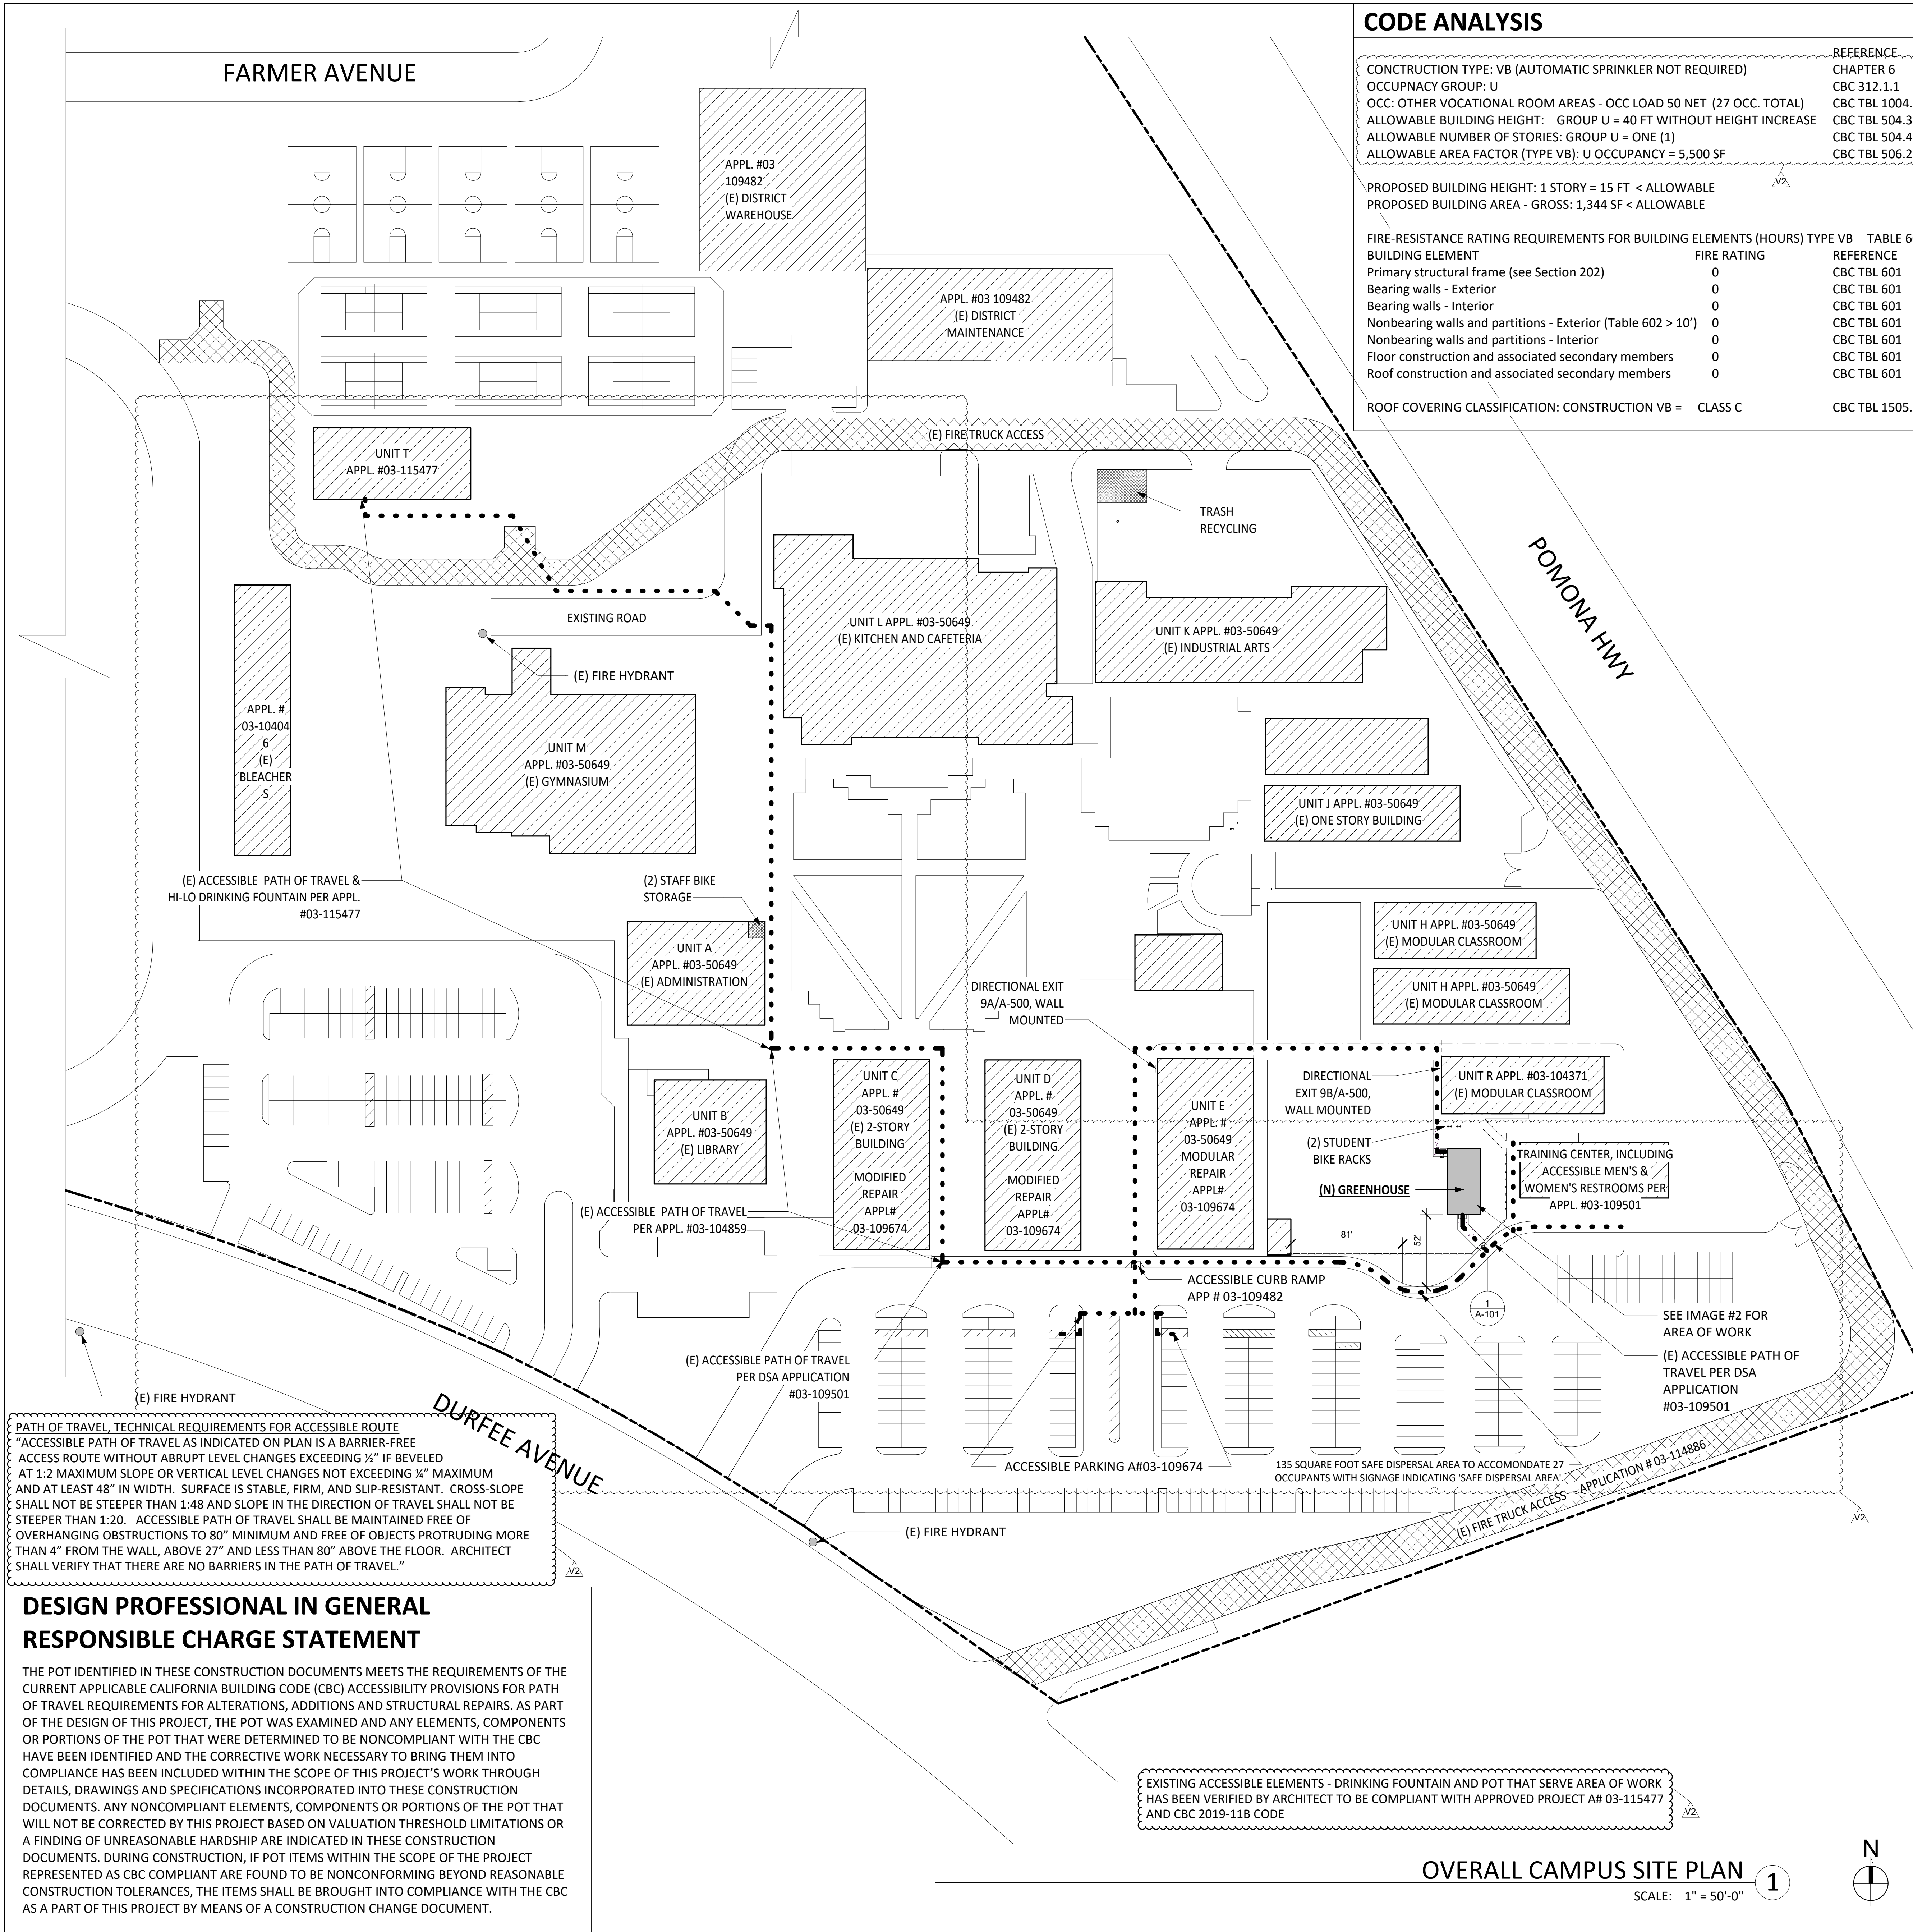 FARMER AVENUE
CODE ANALYSIS
REFERENCE
CONCTRUCTION TYPE: VB (AUTOMATIC SPRINKLER NOT REQUIRED) CHAPTER 6
OCCUPNACY GROUP: U CBC 312.1.1
OCC: OTHER VOCATIONAL ROOM AREAS - OCC LOAD 50 NET (27 OCC. TOTAL) CBC TBL 1004.
ALLOWABLE BUILDING HEIGHT: GROUP U = 40 FT WITHOUT HEIGHT INCREASE CBC TBL 504.3
ALLOWABLE NUMBER OF STORIES: GROUP U = ONE (1) CBC TBL 504.4
ALLOWABLE AREA FACTOR (TYPE VB): U OCCUPANCY = 5,500 SF CBC TBL 506.2
V2
PROPOSED BUILDING HEIGHT: 1 STORY = 15 FT < ALLOWABLE
PROPOSED BUILDING AREA - GROSS: 1,344 SF < ALLOWABLE
FIRE-RESISTANCE RATING REQUIREMENTS FOR BUILDING ELEMENTS (HOURS) TYPE VB TABLE 6
BUILDING ELEMENT FIRE RATING REFERENCE
Primary structural frame (see Section 202) 0 CBC TBL 601
Bearing walls - Exterior 0 CBC TBL 601
Bearing walls - Interior 0 CBC TBL 601
Nonbearing walls and partitions - Exterior (Table 602 > 10') 0 CBC TBL 601
Nonbearing walls and partitions - Interior 0 CBC TBL 601
Floor construction and associated secondary members 0 CBC TBL 601
Roof construction and associated secondary members 0 CBC TBL 601
ROOF COVERING CLASSIFICATION: CONSTRUCTION VB = CLASS C CBC TBL 1505.
APPL. #03
109482
(E) DISTRICT
WAREHOUSE
APPL. #03 109482
(E) DISTRICT
MAINTENANCE
(E) FIRE TRUCK ACCESS
UNIT T
APPL. #03-115477
TRASH
RECYCLING
POMONA HWY
EXISTING ROAD
UNIT L APPL. #03-50649
(E) KITCHEN AND CAFETERIA
UNIT K APPL. #03-50649
(E) INDUSTRIAL ARTS
(E) FIRE HYDRANT
APPL. #
03-10404
6
(E)
BLEACHER
S
UNIT M
APPL. #03-50649
(E) GYMNASIUM
UNIT J APPL. #03-50649
(E) ONE STORY BUILDING
(E) ACCESSIBLE PATH OF TRAVEL &
HI-LO DRINKING FOUNTAIN PER APPL.
#03-115477
(2) STAFF BIKE
STORAGE
UNIT A
APPL. #03-50649
(E) ADMINISTRATION
UNIT H APPL. #03-50649
(E) MODULAR CLASSROOM
UNIT H APPL. #03-50649
(E) MODULAR CLASSROOM
DIRECTIONAL EXIT
9A/A-500, WALL
MOUNTED
UNIT B
APPL. #03-50649
(E) LIBRARY
UNIT C
APPL. #
03-50649
(E) 2-STORY
BUILDING
MODIFIED
REPAIR
APPL#
03-109674
UNIT D
APPL. #
03-50649
(E) 2-STORY
BUILDING
MODIFIED
REPAIR
APPL#
03-109674
UNIT E
APPL. #
03-50649
MODULAR
REPAIR
APPL#
03-109674
DIRECTIONAL
EXIT 9B/A-500,
WALL MOUNTED
UNIT R APPL. #03-104371
(E) MODULAR CLASSROOM
(2) STUDENT
BIKE RACKS
(N) GREENHOUSE
TRAINING CENTER, INCLUDING
ACCESSIBLE MEN'S &
WOMEN'S RESTROOMS PER
APPL. #03-109501
(E) ACCESSIBLE PATH OF TRAVEL
PER APPL. #03-104859
81'
52'
ACCESSIBLE CURB RAMP
APP # 03-109482
1
A-101
SEE IMAGE #2 FOR
AREA OF WORK
(E) ACCESSIBLE PATH OF
TRAVEL PER DSA
APPLICATION
#03-109501
(E) ACCESSIBLE PATH OF TRAVEL
PER DSA APPLICATION
#03-109501
(E) FIRE HYDRANT
DURFEE AVENUE
ACCESSIBLE PARKING A#03-109674
135 SQUARE FOOT SAFE DISPERSAL AREA TO ACCOMONDATE 27
OCCUPANTS WITH SIGNAGE INDICATING 'SAFE DISPERSAL AREA'.
(E) FIRE TRUCK ACCESS - APPLICATION # 03-114886
V2
(E) FIRE HYDRANT
PATH OF TRAVEL, TECHNICAL REQUIREMENTS FOR ACCESSIBLE ROUTE
"ACCESSIBLE PATH OF TRAVEL AS INDICATED ON PLAN IS A BARRIER-FREE
ACCESS ROUTE WITHOUT ABRUPT LEVEL CHANGES EXCEEDING ½" IF BEVELED
AT 1:2 MAXIMUM SLOPE OR VERTICAL LEVEL CHANGES NOT EXCEEDING ¼" MAXIMUM
AND AT LEAST 48" IN WIDTH. SURFACE IS STABLE, FIRM, AND SLIP-RESISTANT. CROSS-SLOPE
SHALL NOT BE STEEPER THAN 1:48 AND SLOPE IN THE DIRECTION OF TRAVEL SHALL NOT BE
STEEPER THAN 1:20. ACCESSIBLE PATH OF TRAVEL SHALL BE MAINTAINED FREE OF
OVERHANGING OBSTRUCTIONS TO 80" MINIMUM AND FREE OF OBJECTS PROTRUDING MORE
THAN 4" FROM THE WALL, ABOVE 27" AND LESS THAN 80" ABOVE THE FLOOR. ARCHITECT
SHALL VERIFY THAT THERE ARE NO BARRIERS IN THE PATH OF TRAVEL."
V2
DESIGN PROFESSIONAL IN GENERAL
RESPONSIBLE CHARGE STATEMENT
THE POT IDENTIFIED IN THESE CONSTRUCTION DOCUMENTS MEETS THE REQUIREMENTS OF THE
CURRENT APPLICABLE CALIFORNIA BUILDING CODE (CBC) ACCESSIBILITY PROVISIONS FOR PATH
OF TRAVEL REQUIREMENTS FOR ALTERATIONS, ADDITIONS AND STRUCTURAL REPAIRS. AS PART
OF THE DESIGN OF THIS PROJECT, THE POT WAS EXAMINED AND ANY ELEMENTS, COMPONENTS
OR PORTIONS OF THE POT THAT WERE DETERMINED TO BE NONCOMPLIANT WITH THE CBC
HAVE BEEN IDENTIFIED AND THE CORRECTIVE WORK NECESSARY TO BRING THEM INTO
COMPLIANCE HAS BEEN INCLUDED WITHIN THE SCOPE OF THIS PROJECT'S WORK THROUGH
DETAILS, DRAWINGS AND SPECIFICATIONS INCORPORATED INTO THESE CONSTRUCTION
DOCUMENTS. ANY NONCOMPLIANT ELEMENTS, COMPONENTS OR PORTIONS OF THE POT THAT
WILL NOT BE CORRECTED BY THIS PROJECT BASED ON VALUATION THRESHOLD LIMITATIONS OR
A FINDING OF UNREASONABLE HARDSHIP ARE INDICATED IN THESE CONSTRUCTION
DOCUMENTS. DURING CONSTRUCTION, IF POT ITEMS WITHIN THE SCOPE OF THE PROJECT
REPRESENTED AS CBC COMPLIANT ARE FOUND TO BE NONCONFORMING BEYOND REASONABLE
CONSTRUCTION TOLERANCES, THE ITEMS SHALL BE BROUGHT INTO COMPLIANCE WITH THE CBC
AS A PART OF THIS PROJECT BY MEANS OF A CONSTRUCTION CHANGE DOCUMENT.
EXISTING ACCESSIBLE ELEMENTS - DRINKING FOUNTAIN AND POT THAT SERVE AREA OF WORK
HAS BEEN VERIFIED BY ARCHITECT TO BE COMPLIANT WITH APPROVED PROJECT A# 03-115477
AND CBC 2019-11B CODE
V2
OVERALL CAMPUS SITE PLAN 1
SCALE: 1" = 50'-0"
N